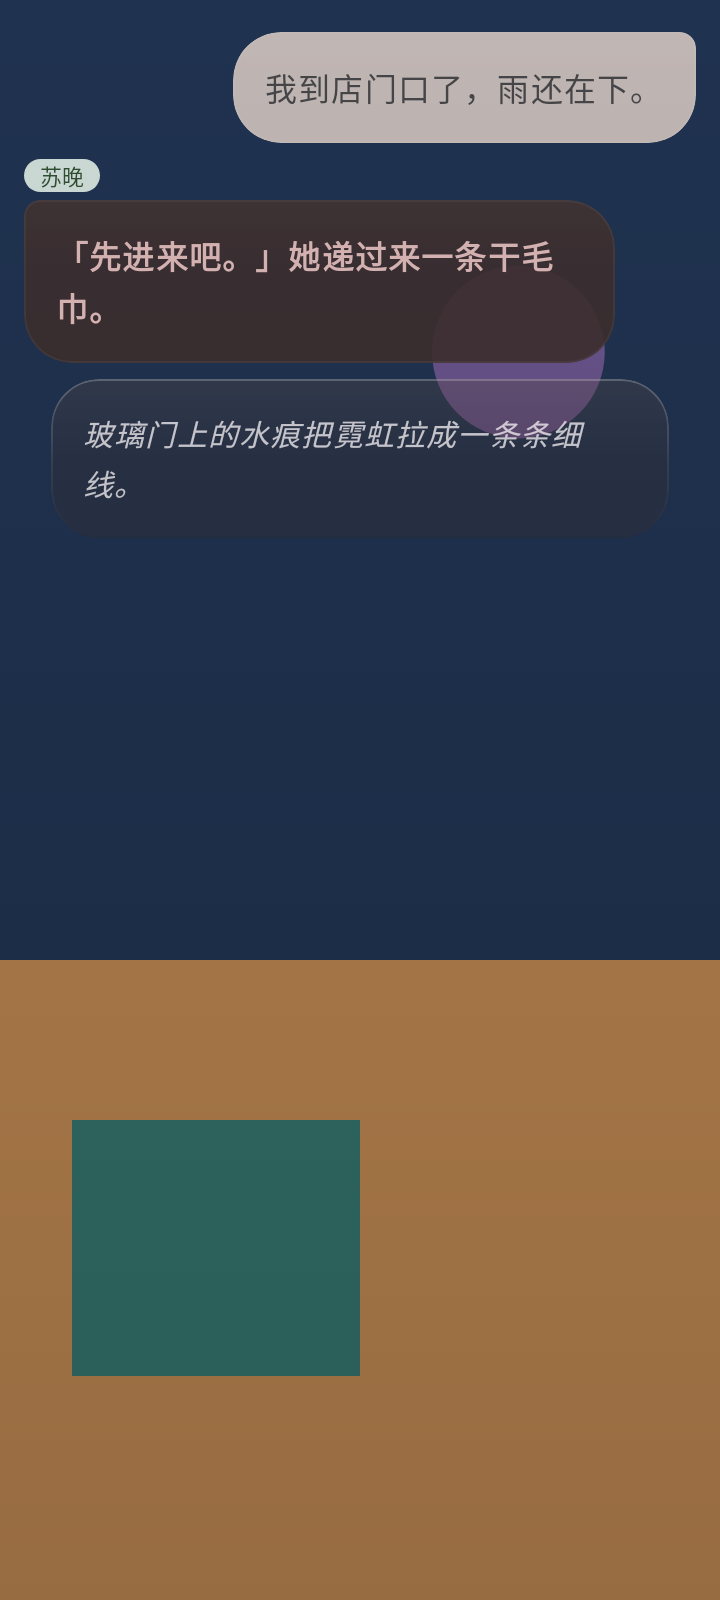 我到店门口了，雨还在下。
苏晚
「先进来吧。」她递过来一条干毛
巾。
玻璃门上的水痕把霓虹拉成一条条细
线。